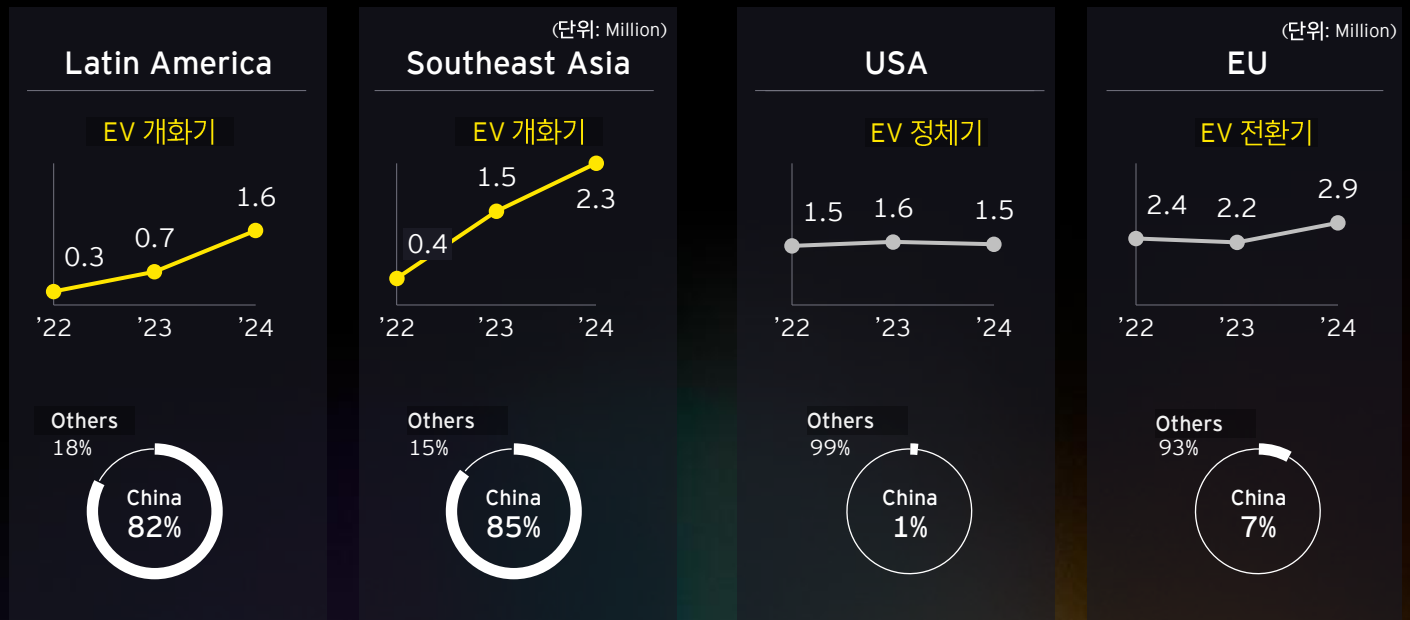 Latin America
EV 개화기
0.3
0.7
1.6
’22
’23
’24
Others
18%
China
82%
(단위: Million)
Southeast Asia
EV 개화기
0.4
1.5
2.3
’22
’23
’24
Others
15%
China
85%
USA
EV 정체기
1.5
1.6
1.5
’22
’23
’24
Others
99%
China
1%
(단위: Million)
EU
EV 전환기
2.4
2.2
2.9
’22
’23
’24
Others
93%
China
7%